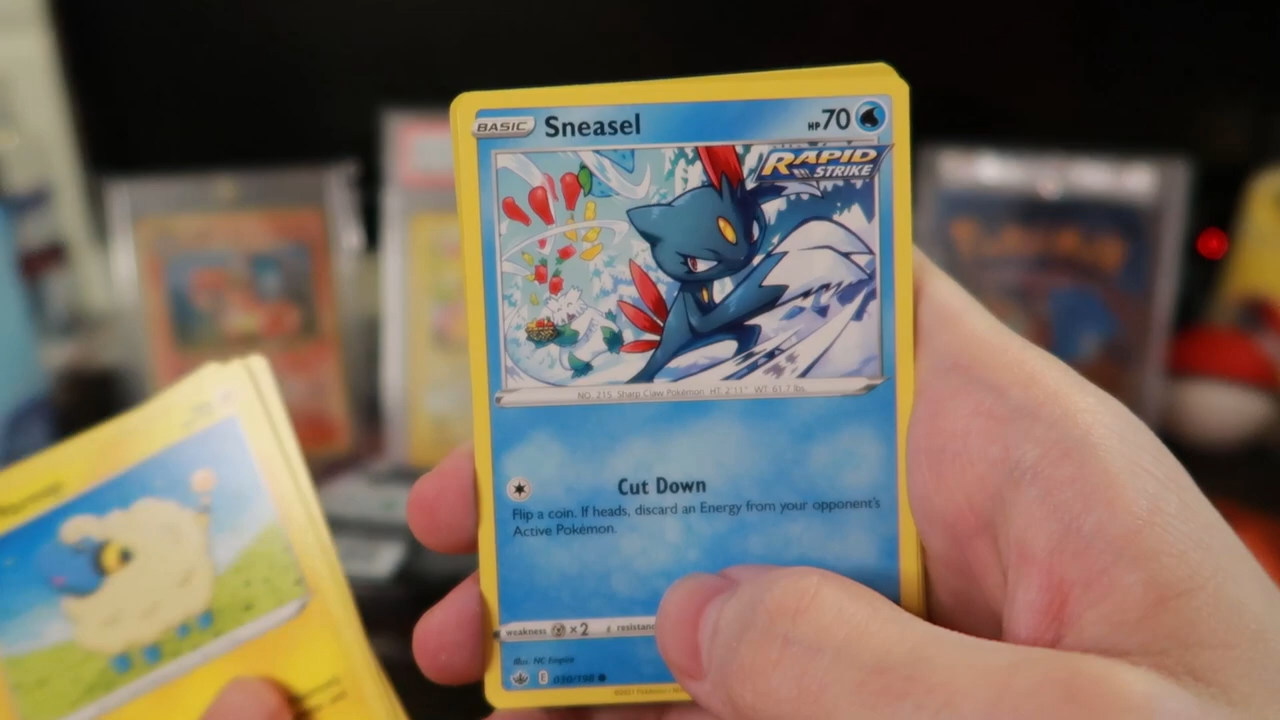 BASIC Sneasel HP 70
RAPID
STRIKE
NO. 215 Sharp Claw Pokémon HT: 2'11" WT: 61.7 lbs.
Cut Down
Flip a coin. If heads, discard an Energy from your opponent's
Active Pokémon.
weakness ×2 resistanc
Illus. NC Empire
E 030/198
©2021 Pokémon